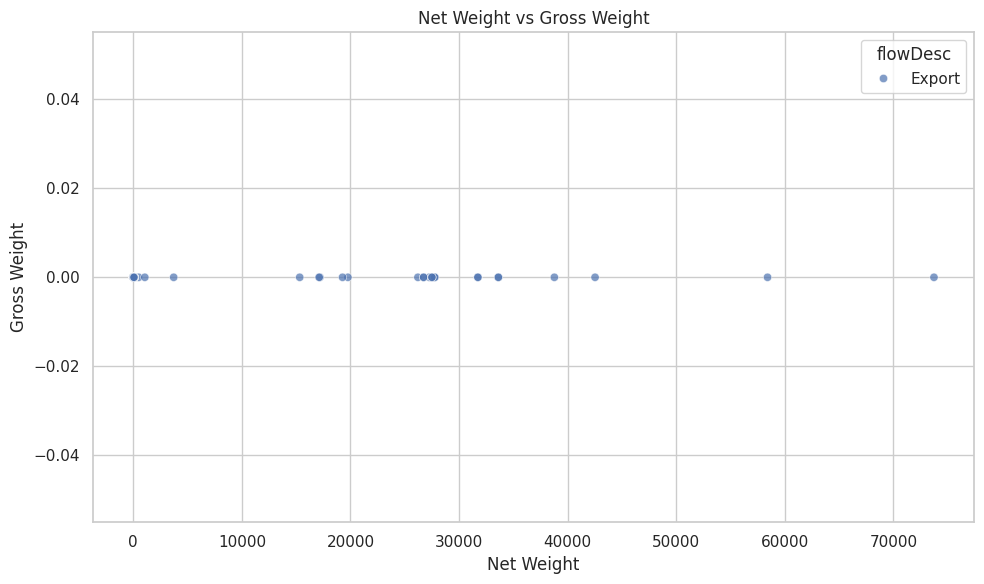 Net Weight vs Gross Weight
flowDesc
Export
0.04
0.02
0.00
−0.02
−0.04
Gross Weight
0
10000
20000
30000
40000
50000
60000
70000
Net Weight